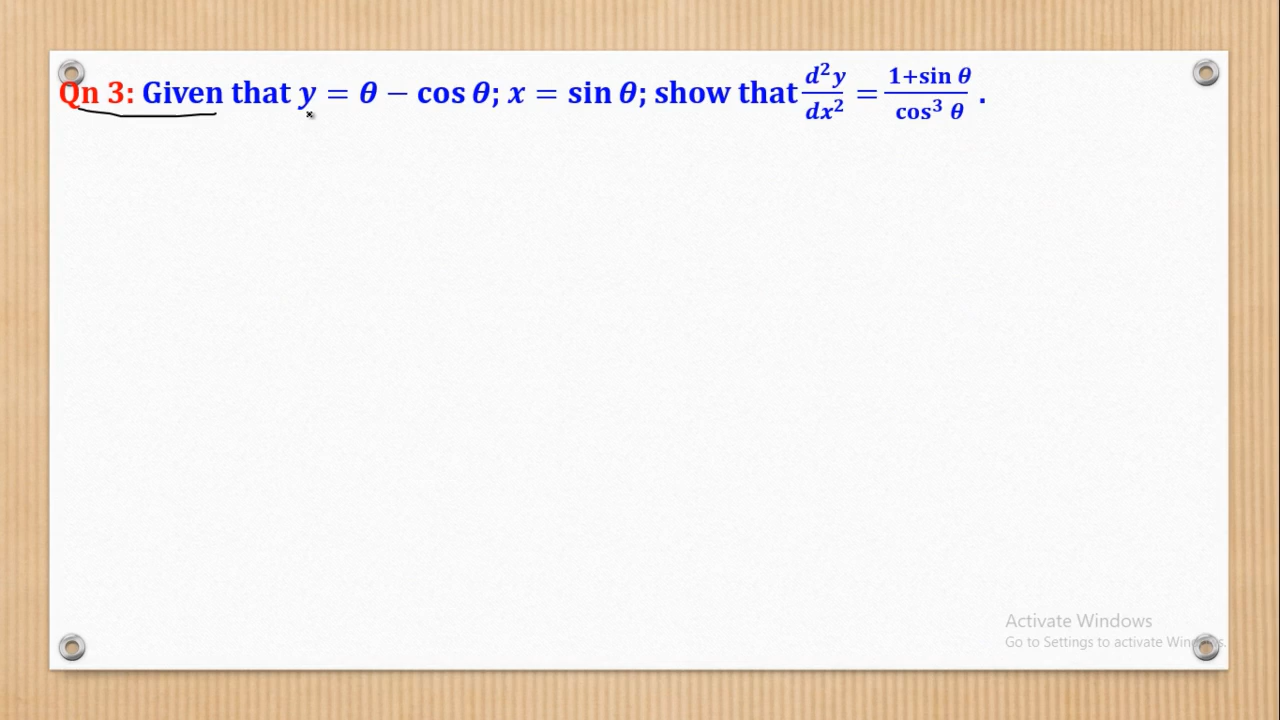 Qn 3: Given that y = θ − cos θ; x = sin θ; show that d²y/dx² = 1+sin θ/cos³ θ .
Activate Windows
Go to Settings to activate Windows.